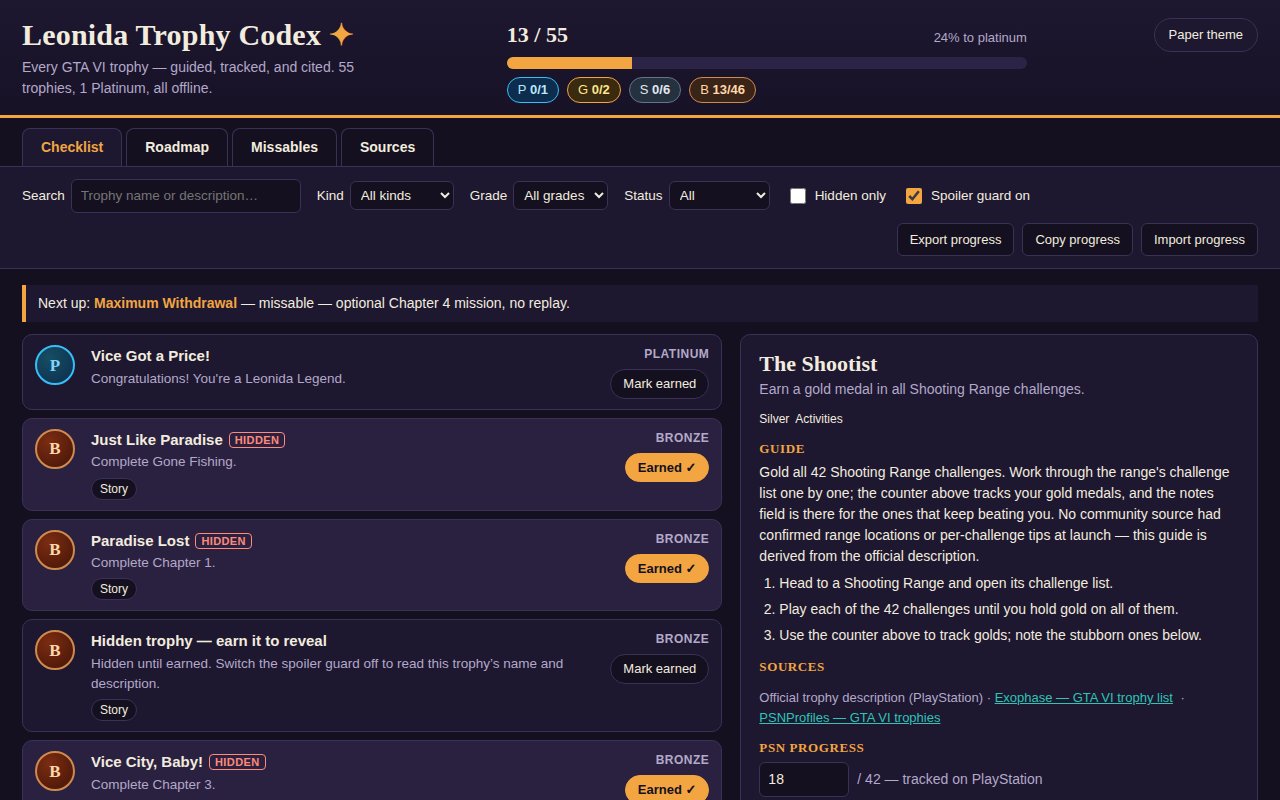 Leonida Trophy Codex ✦
Every GTA VI trophy — guided, tracked, and cited. 55
trophies, 1 Platinum, all offline.
13 / 55
24% to platinum
P 0/1
G 0/2
S 0/6
B 13/46
Paper theme
Checklist
Roadmap
Missables
Sources
Search
Trophy name or description…
Kind
All kinds
Grade
All grades
Status
All
Hidden only
Spoiler guard on
Export progress
Copy progress
Import progress
Next up: Maximum Withdrawal — missable — optional Chapter 4 mission, no replay.
P
Vice Got a Price!
Congratulations! You're a Leonida Legend.
PLATINUM
Mark earned
B
Just Like Paradise HIDDEN
Complete Gone Fishing.
Story
BRONZE
Earned ✓
B
Paradise Lost HIDDEN
Complete Chapter 1.
Story
BRONZE
Earned ✓
B
Hidden trophy — earn it to reveal
Hidden until earned. Switch the spoiler guard off to read this trophy's name and
description.
Story
BRONZE
Mark earned
B
Vice City, Baby! HIDDEN
Complete Chapter 3.
BRONZE
Earned ✓
The Shootist
Earn a gold medal in all Shooting Range challenges.
Silver Activities
GUIDE
Gold all 42 Shooting Range challenges. Work through the range's challenge
list one by one; the counter above tracks your gold medals, and the notes
field is there for the ones that keep beating you. No community source had
confirmed range locations or per-challenge tips at launch — this guide is
derived from the official description.
1. Head to a Shooting Range and open its challenge list.
2. Play each of the 42 challenges until you hold gold on all of them.
3. Use the counter above to track golds; note the stubborn ones below.
SOURCES
Official trophy description (PlayStation) · Exophase — GTA VI trophy list ·
PSNProfiles — GTA VI trophies
PSN PROGRESS
18 / 42 — tracked on PlayStation